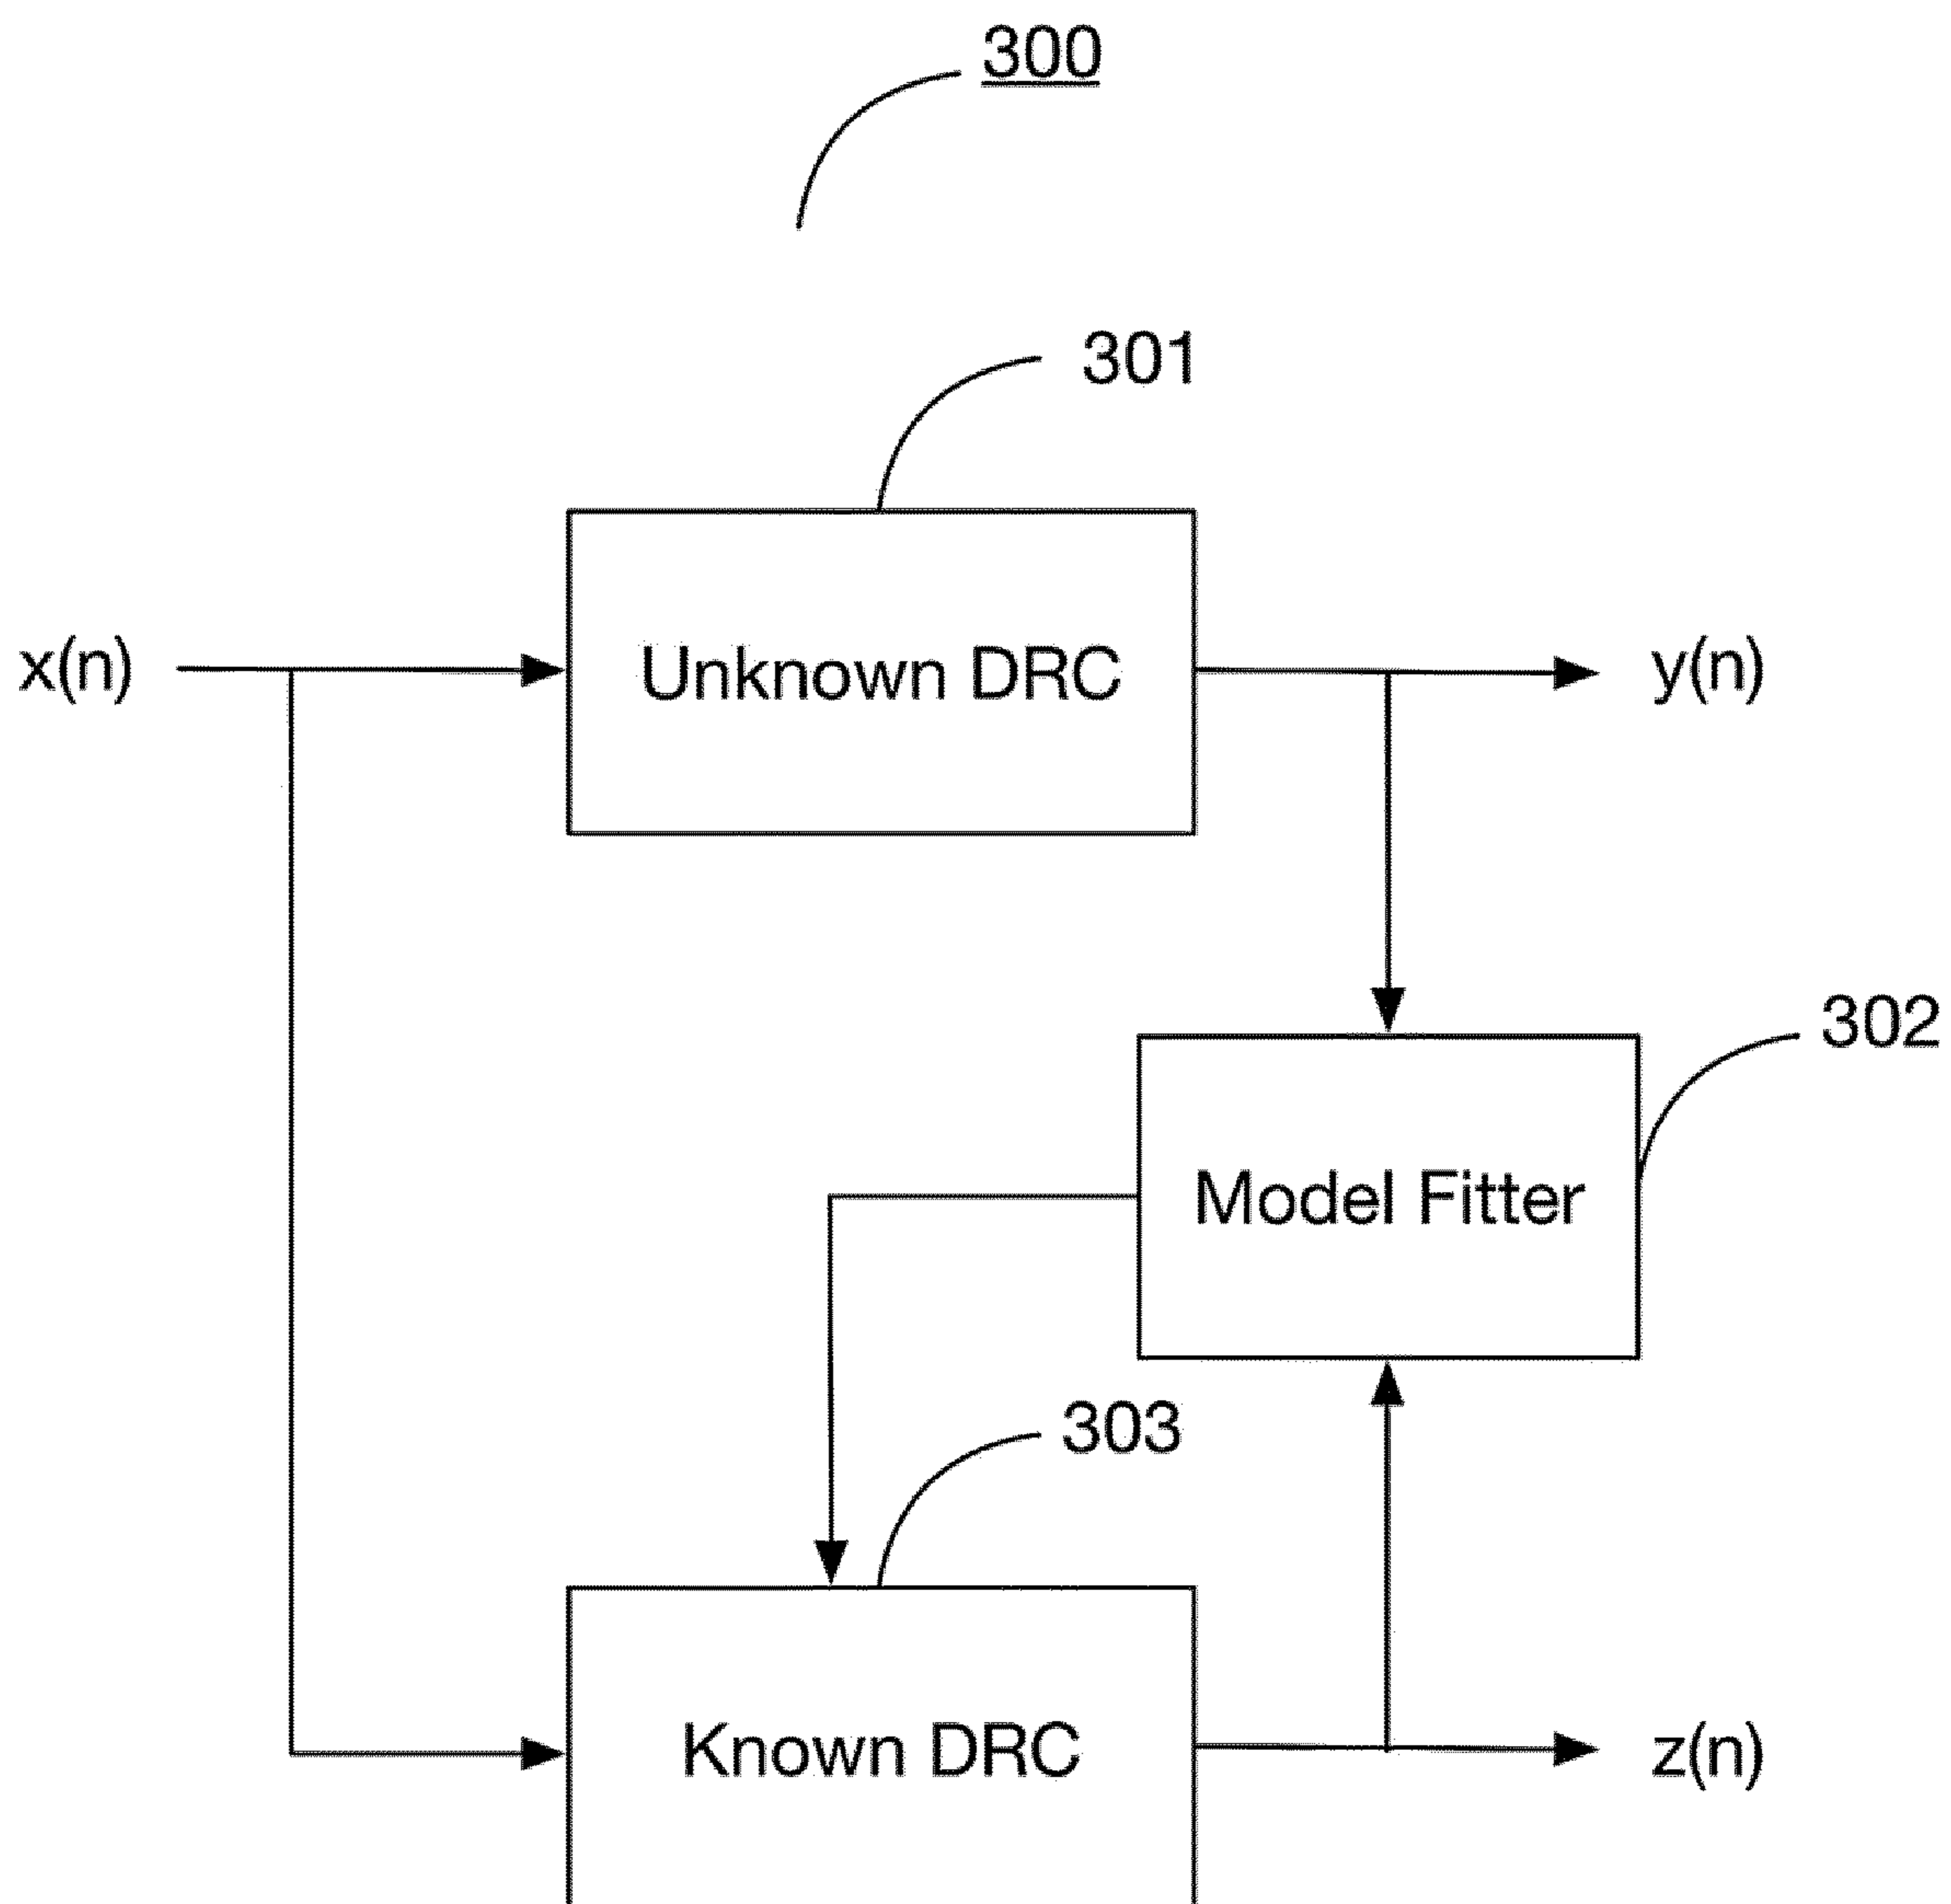 300
301
x(n)
Unknown DRC
y(n)
302
Model Fitter
303
Known DRC
z(n)